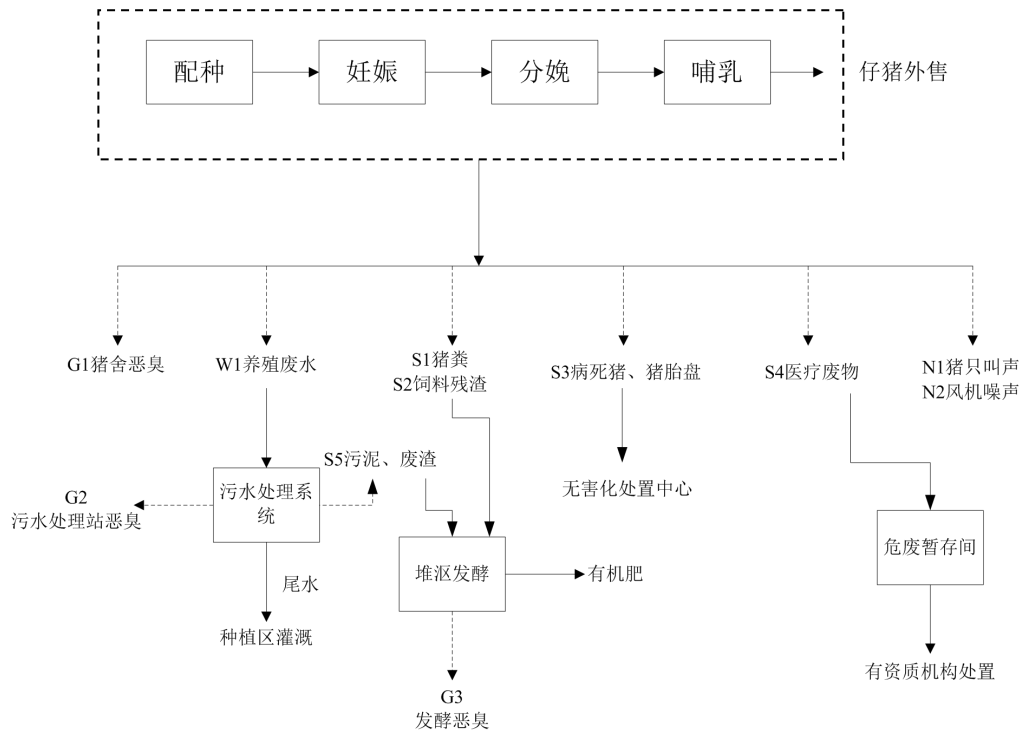 配种
妊娠
分娩
哺乳
仔猪外售
G1猪舍恶臭
W1养殖废水
S1猪粪
S2饲料残渣
S3病死猪、猪胎盘
S4医疗废物
N1猪只叫声
N2风机噪声
S5污泥、废渣
污水处理系
统
G2
污水处理站恶臭
无害化处置中心
危废暂存间
堆沤发酵
有机肥
尾水
种植区灌溉
有资质机构处置
G3
发酵恶臭